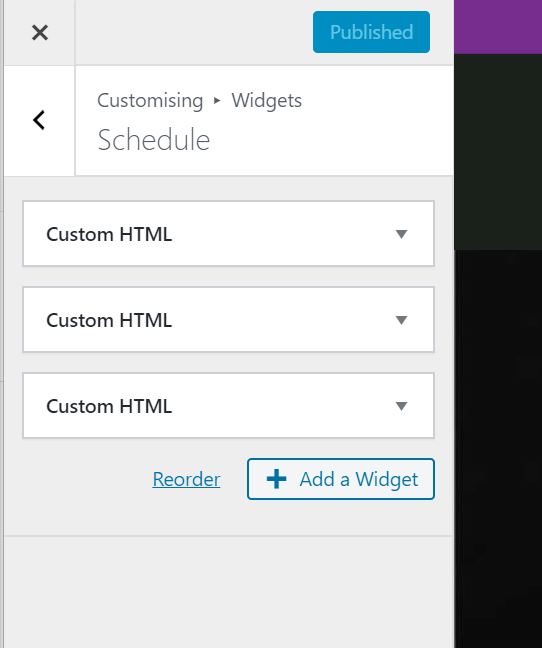 Published
Customising ▸ Widgets
Schedule
Custom HTML
Custom HTML
Custom HTML
Reorder
Add a Widget